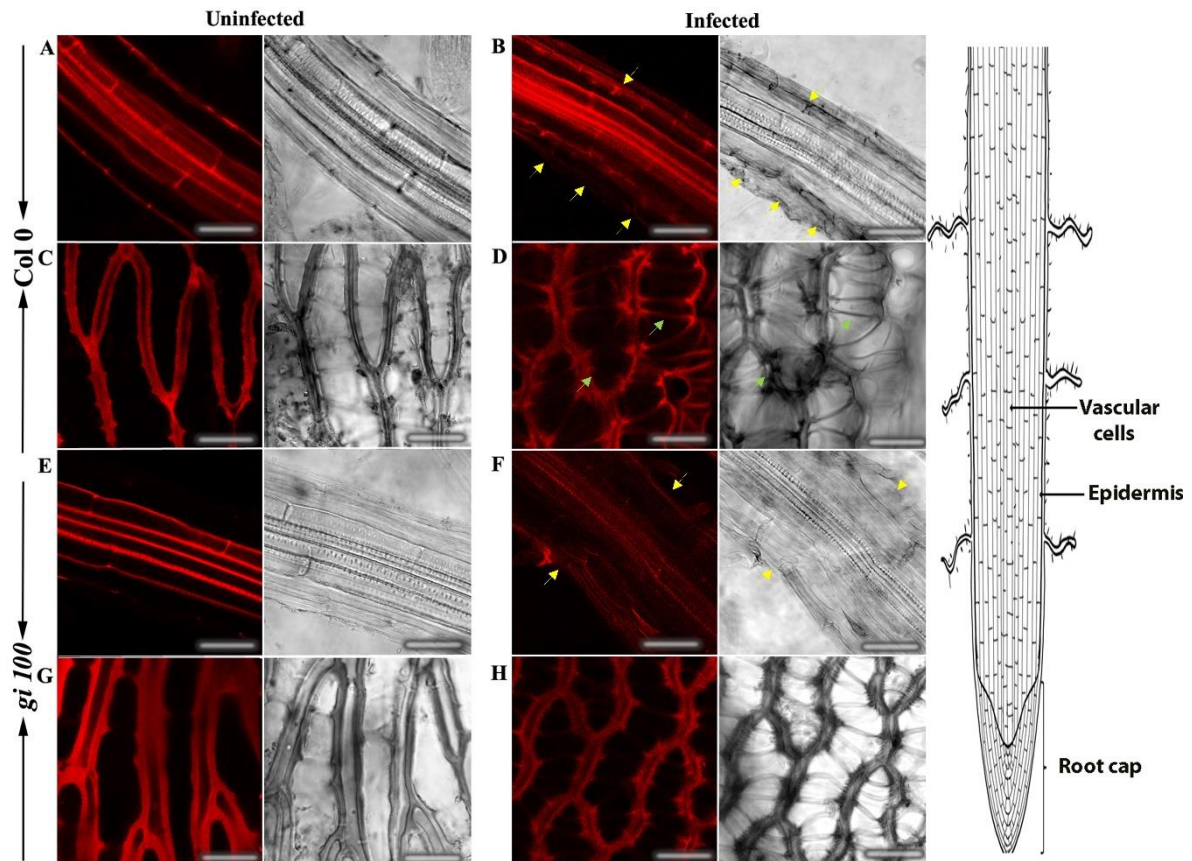 Uninfected
Infected
A
B
Col 0
C
D
Vascular
cells
Epidermis
E
F
gi 100
G
H
Root cap